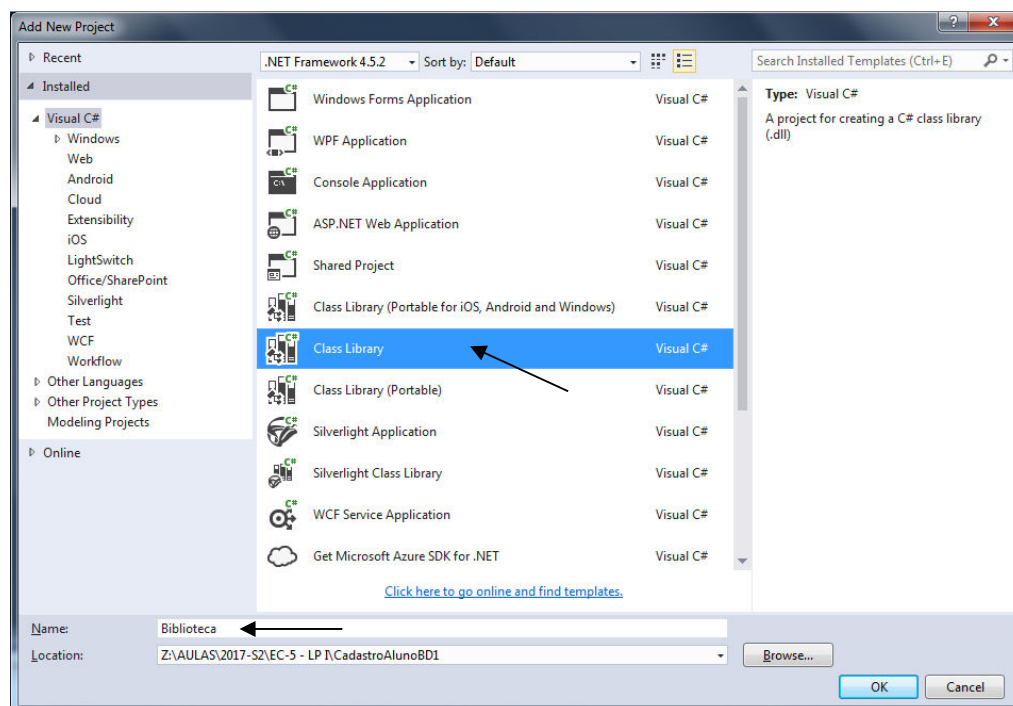 Add New Project
Recent
Installed
Visual C#
Windows
Web
Android
Cloud
Extensibility
iOS
LightSwitch
Office/SharePoint
Silverlight
Test
WCF
Workflow
Other Languages
Other Project Types
Modeling Projects
Online
.NET Framework 4.5.2 Sort by: Default
Windows Forms Application Visual C#
WPF Application Visual C#
Console Application Visual C#
ASP.NET Web Application Visual C#
Shared Project Visual C#
Class Library (Portable for iOS, Android and Windows) Visual C#
Class Library Visual C#
Class Library (Portable) Visual C#
Silverlight Application Visual C#
Silverlight Class Library Visual C#
WCF Service Application Visual C#
Get Microsoft Azure SDK for .NET Visual C#
Click here to go online and find templates.
Search Installed Templates (Ctrl+E)
Type: Visual C#
A project for creating a C# class library
(.dll)
Name: Biblioteca
Location: Z:\AULAS\2017-S2\EC-5 - LP I\CadastroAlunoBD1 Browse...
OK Cancel